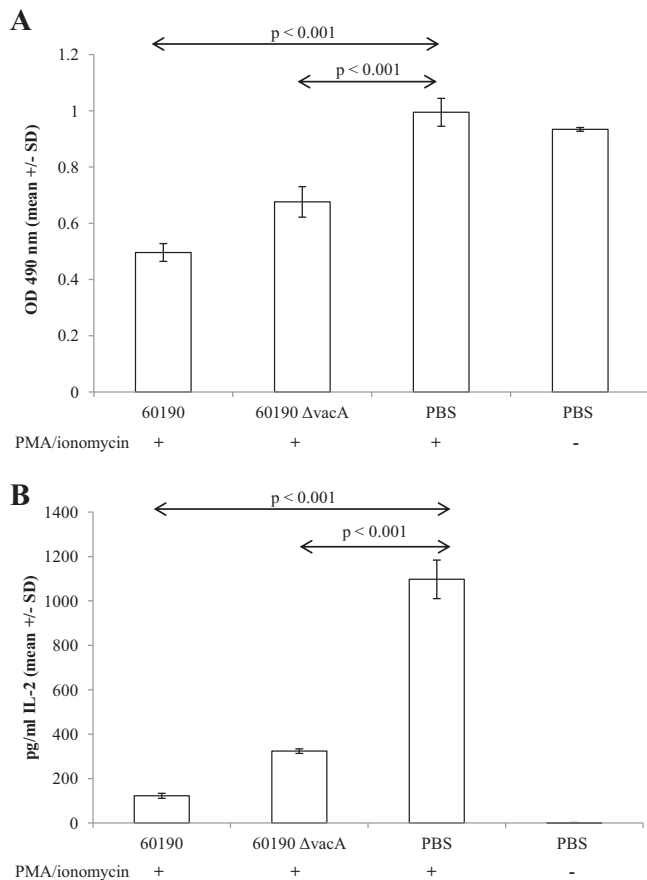 A
p < 0.001
p < 0.001
1.2
1
0.8
0.6
0.4
0.2
0
OD 490 nm (mean +/- SD)
60190 60190 ΔvacA PBS PBS
PMA/ionomycin + + + -
B
p < 0.001
p < 0.001
1400
1200
1000
800
600
400
200
0
pg/ml IL-2 (mean +/- SD)
60190 60190 ΔvacA PBS PBS
PMA/ionomycin + + + -